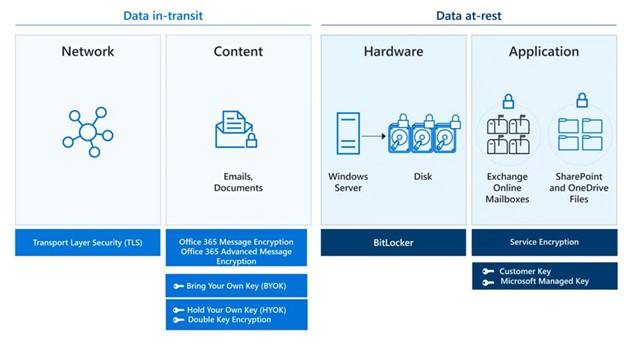 Data in-transit
Data at-rest
Network
Content
Emails,
Documents
Hardware
Windows
Server
Disk
Application
Exchange
Online
Mailboxes
SharePoint
and OneDrive
Files
Transport Layer Security (TLS)
Office 365 Message Encryption
Office 365 Advanced Message
Encryption
Bring Your Own Key (BYOK)
Hold Your Own Key (HYOK)
Double Key Encryption
BitLocker
Service Encryption
Customer Key
Microsoft Managed Key